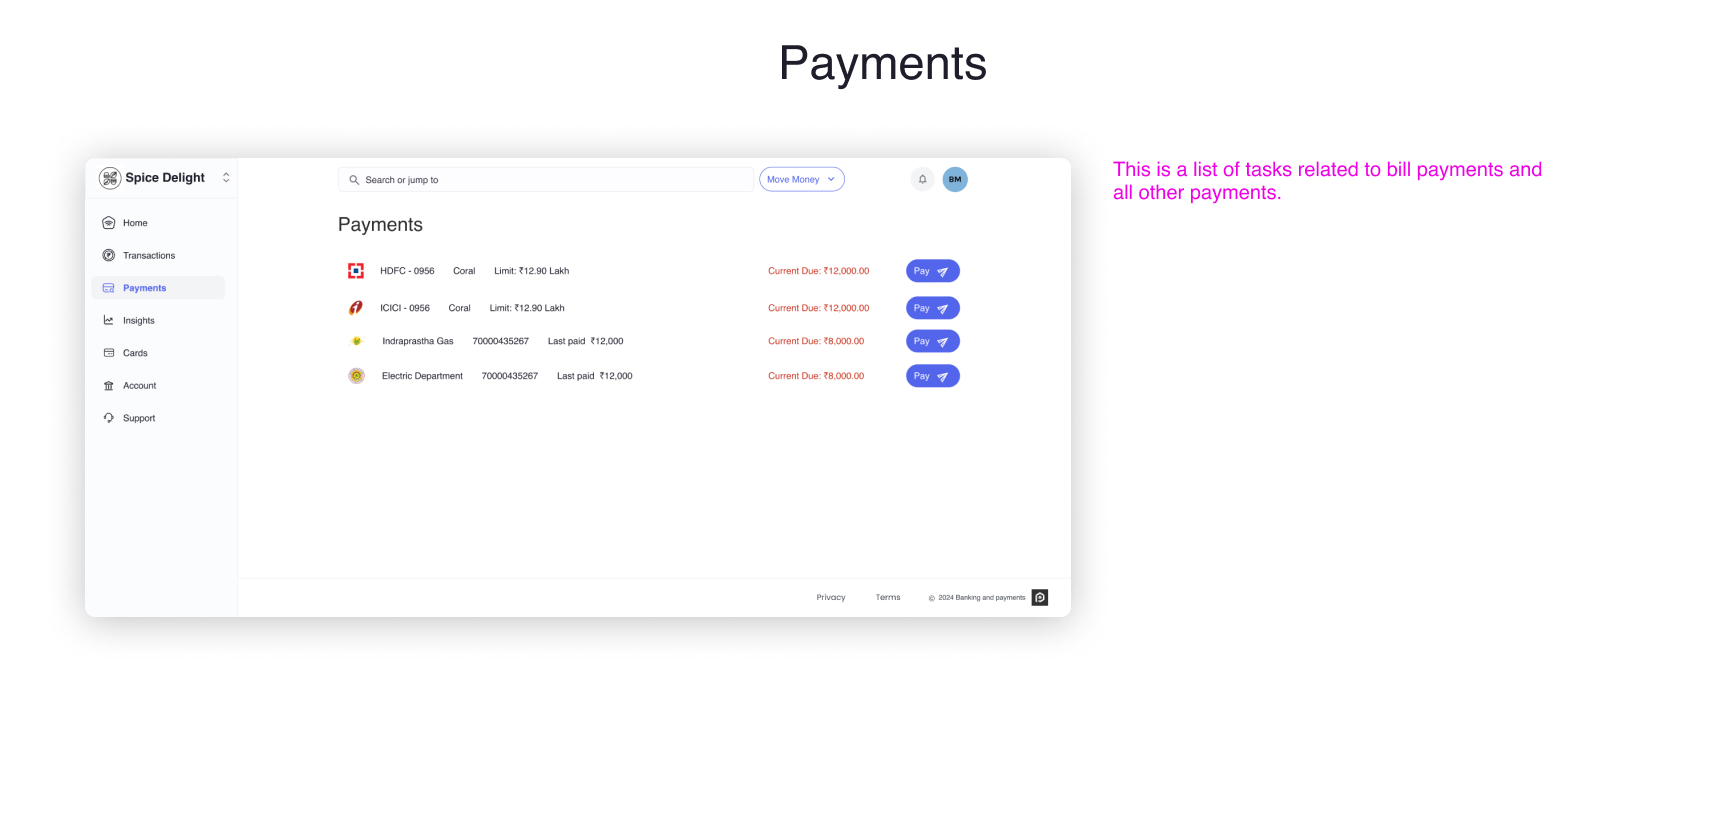 Payments
This is a list of tasks related to bill payments and
all other payments.
Spice Delight
Search or jump to
Move Money
BM
Home
Transactions
Payments
Insights
Cards
Account
Support
Payments
HDFC - 0956 Coral Limit: ₹12.90 Lakh Current Due: ₹12,000.00 Pay
ICICI - 0956 Coral Limit: ₹12.90 Lakh Current Due: ₹12,000.00 Pay
Indraprastha Gas 70000435267 Last paid ₹12,000 Current Due: ₹8,000.00 Pay
Electric Department 70000435267 Last paid ₹12,000 Current Due: ₹8,000.00 Pay
Privacy Terms © 2024 Banking and payments